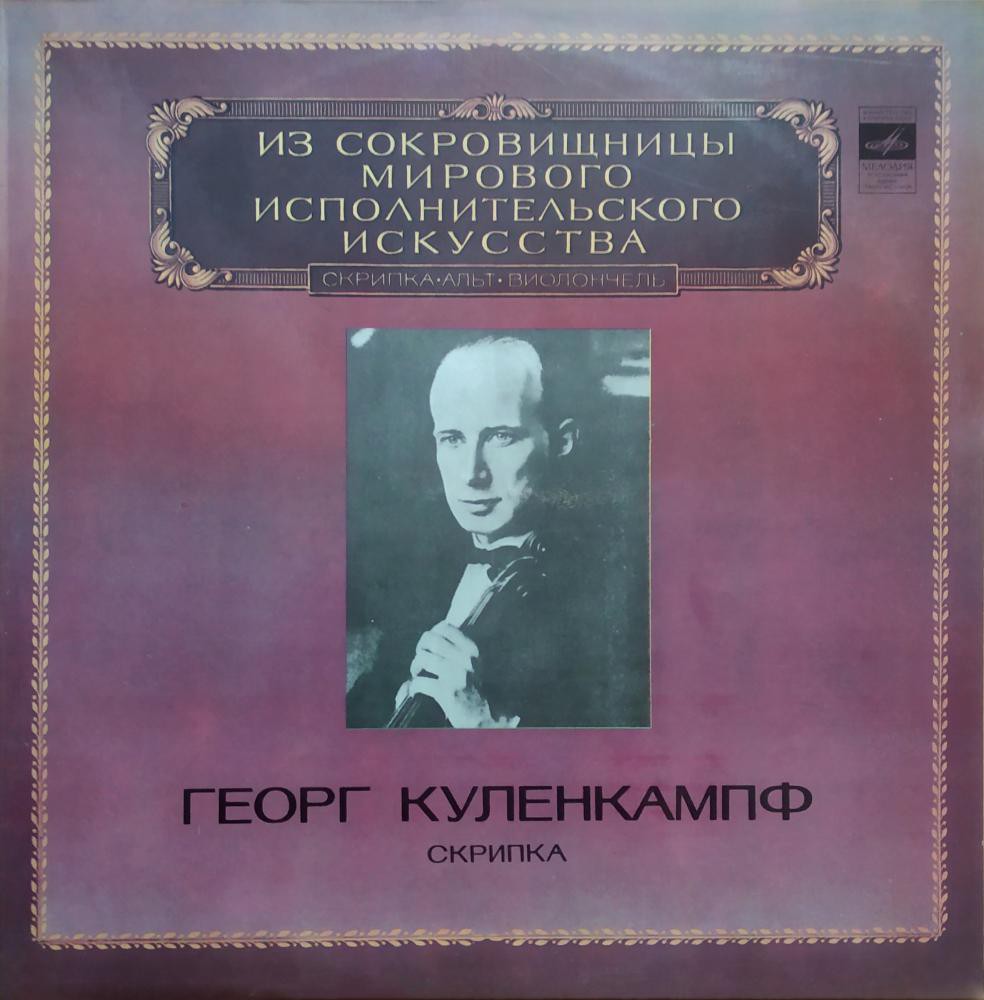 ИЗ СОКРОВИЩНИЦЫ
МИРОВОГО
ИСПОЛНИТЕЛЬСКОГО
ИСКУССТВА
СКРИПКА•АЛЬТ•ВИОЛОНЧЕЛЬ
МЕЛОДИЯ
ГЕОРГ КУЛЕНКАМПФ
СКРИПКА